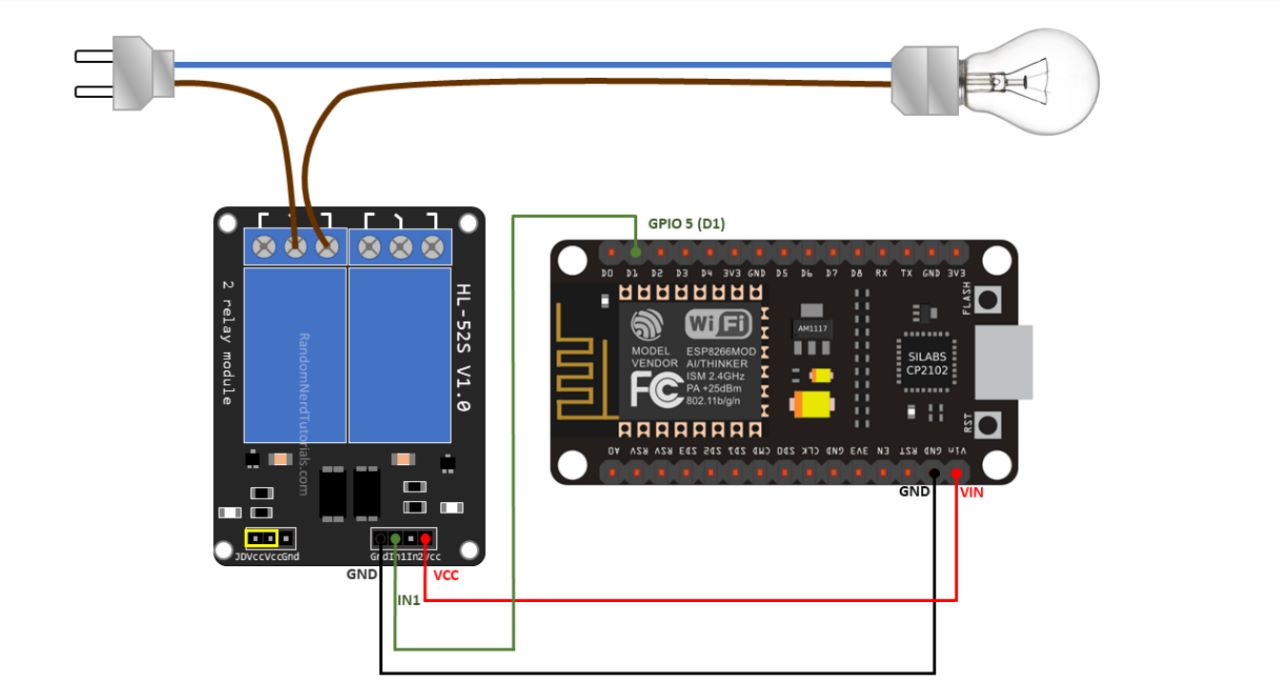 GPIO 5 (D1)
D0 D1 D2 D3 D4 3V3 GND D5 D6 D7 D8 RX TX GND 3V3
2 relay module
RandomNerdTutorials.com
HL-52S V1.0
FLASH
Wi Fi
MODEL
VENDOR
ESP8266MOD
AI/THINKER
ISM 2.4GHz
PA +25dBm
802.11b/g/n
FCC
AM1117
SILABS
CP2102
RST
A0 RSV RSV SD3 SD2 SD1 CMD SD0 CLK GND 3V3 EN RST GND Vin
GND VIN
JDVccVccGnd
GndIn1In2Vcc
GND VCC
IN1